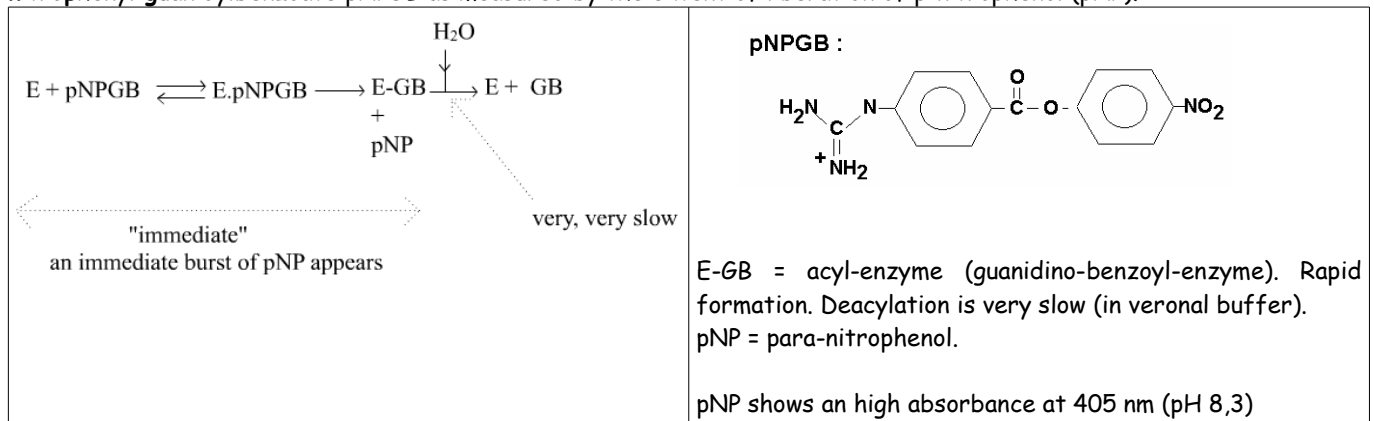 H₂O
E + pNPGB ⇌ E.pNPGB → E-GB → E + GB
+
pNP
very, very slow
"immediate"
an immediate burst of pNP appears
pNPGB :
O
H₂N N C O NO₂
C
+ NH₂
E-GB = acyl-enzyme (guanidino-benzoyl-enzyme). Rapid
formation. Deacylation is very slow (in veronal buffer).
pNP = para-nitrophenol.
pNP shows an high absorbance at 405 nm (pH 8,3)